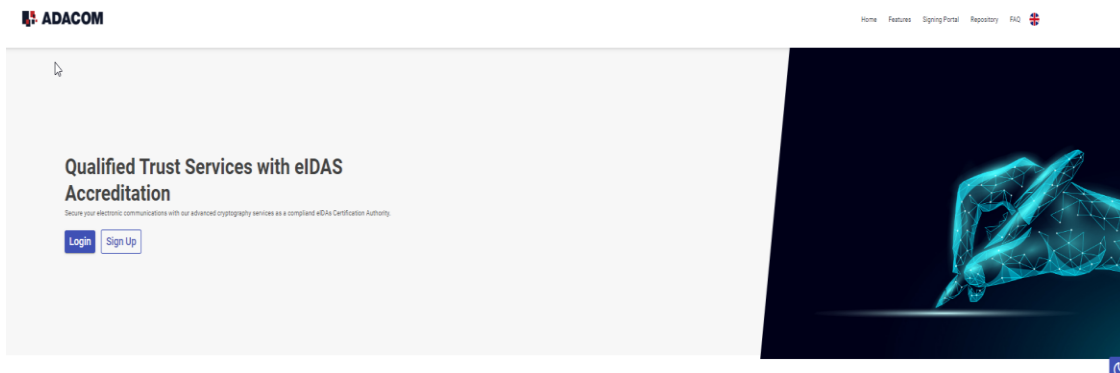 ADACOM
Home Features Signing Portal Repository FAQ
Qualified Trust Services with eIDAS
Accreditation
Secure your electronic communications with our advanced cryptography services as a compliand eIDAs Certification Authority.
Login Sign Up